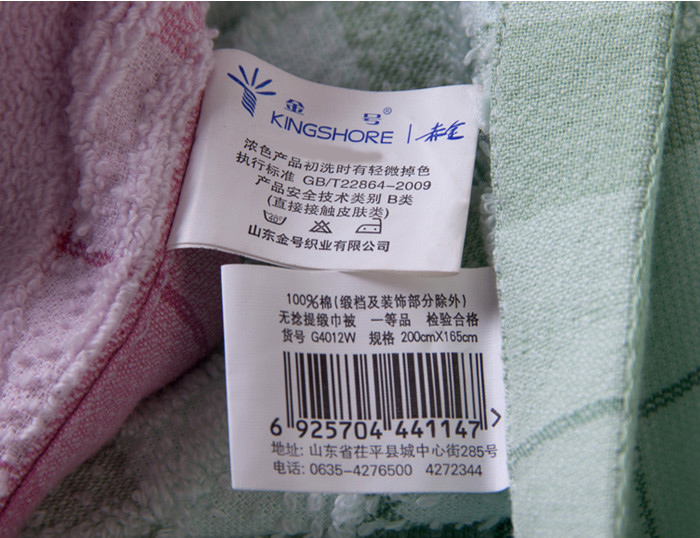 金号®
KINGSHORE
浓色产品初洗时有轻微掉色
执行标准 GB/T22864-2009
产品安全技术类别 B类
(直接接触皮肤类)
40°
山东金号织业有限公司
100%棉(缎档及装饰部分除外)
无捻提缎巾被 一等品 检验合格
货号 G4012W 规格 200cmX165cm
6 925704 441147 >
地址: 山东省茌平县城中心街285号
电话: 0635-4276500 4272344